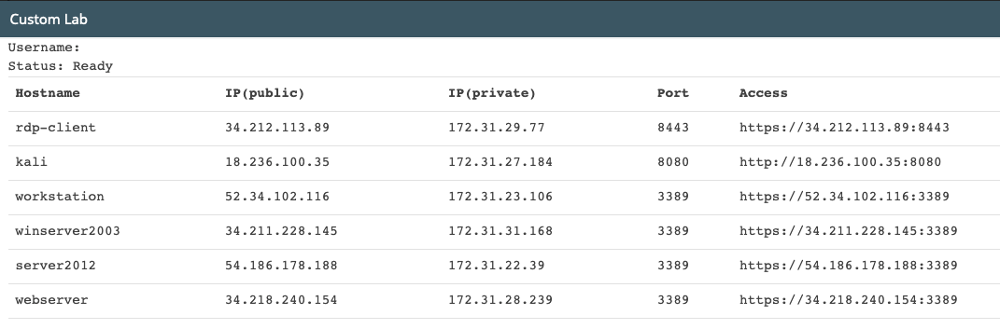 Custom Lab
Username:
Status: Ready
Hostname IP(public) IP(private) Port Access
rdp-client 34.212.113.89 172.31.29.77 8443 https://34.212.113.89:8443
kali 18.236.100.35 172.31.27.184 8080 http://18.236.100.35:8080
workstation 52.34.102.116 172.31.23.106 3389 https://52.34.102.116:3389
winserver2003 34.211.228.145 172.31.31.168 3389 https://34.211.228.145:3389
server2012 54.186.178.188 172.31.22.39 3389 https://54.186.178.188:3389
webserver 34.218.240.154 172.31.28.239 3389 https://34.218.240.154:3389